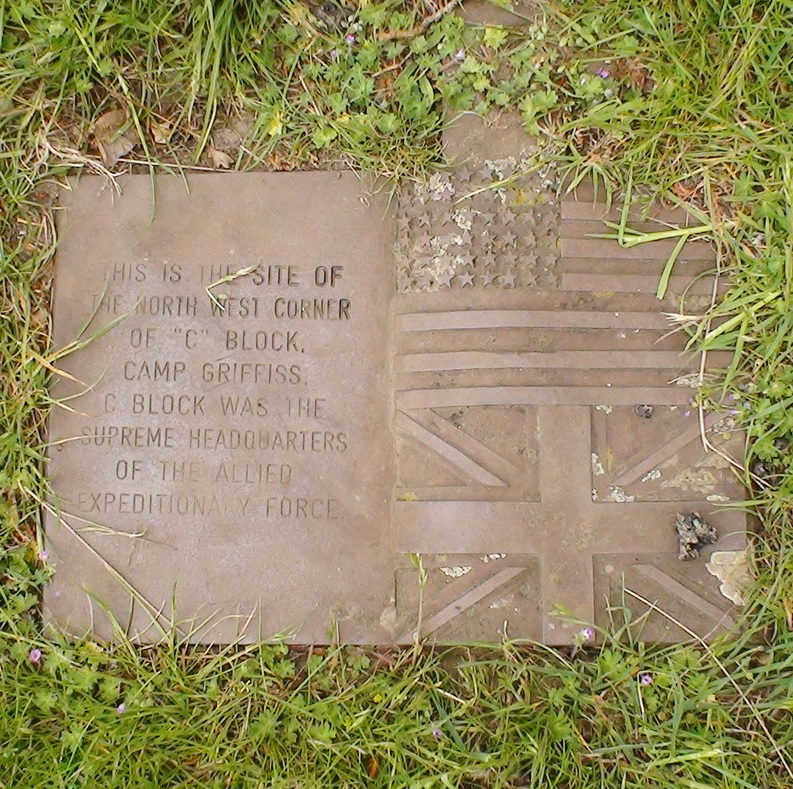 THIS IS THE SITE OF
THE NORTH WEST CORNER
OF "C" BLOCK,
CAMP GRIFFISS.
C BLOCK WAS THE
SUPREME HEADQUARTERS
OF THE ALLIED
EXPEDITIONARY FORCE